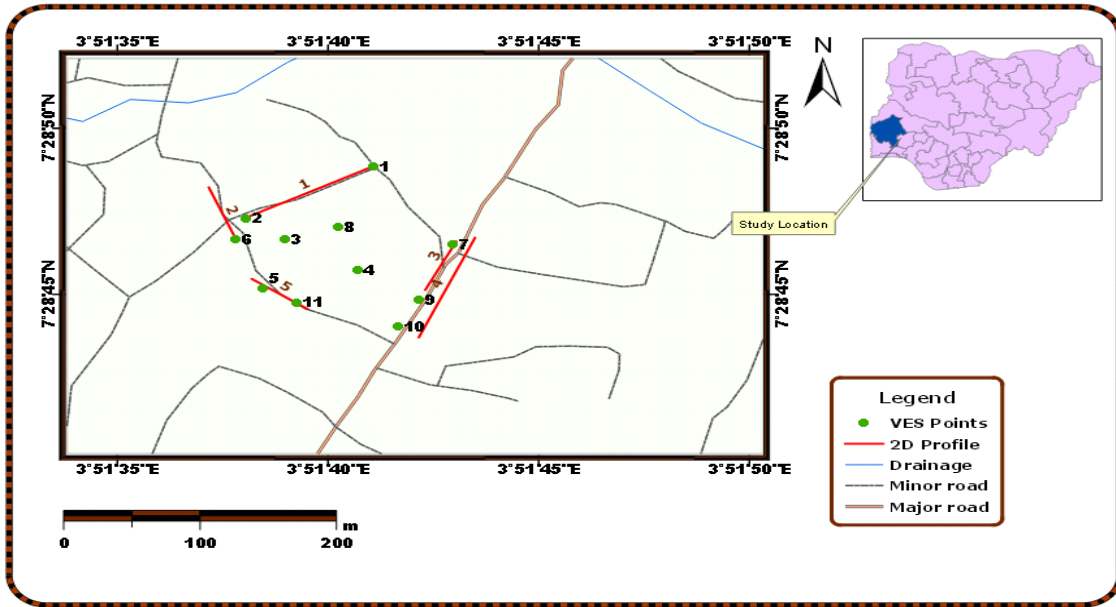 3°51'35"E 3°51'40"E 3°51'45"E 3°51'50"E
N
7°28'50"N 7°28'50"N
1
1
2
2
8
6
3
7
3
4
Study Location
5
5
4
9
11
10
7°28'45"N 7°28'45"N
3°51'35"E 3°51'40"E 3°51'45"E 3°51'50"E
Legend
VES Points
2D Profile
Drainage
Minor road
Major road
m
0 100 200